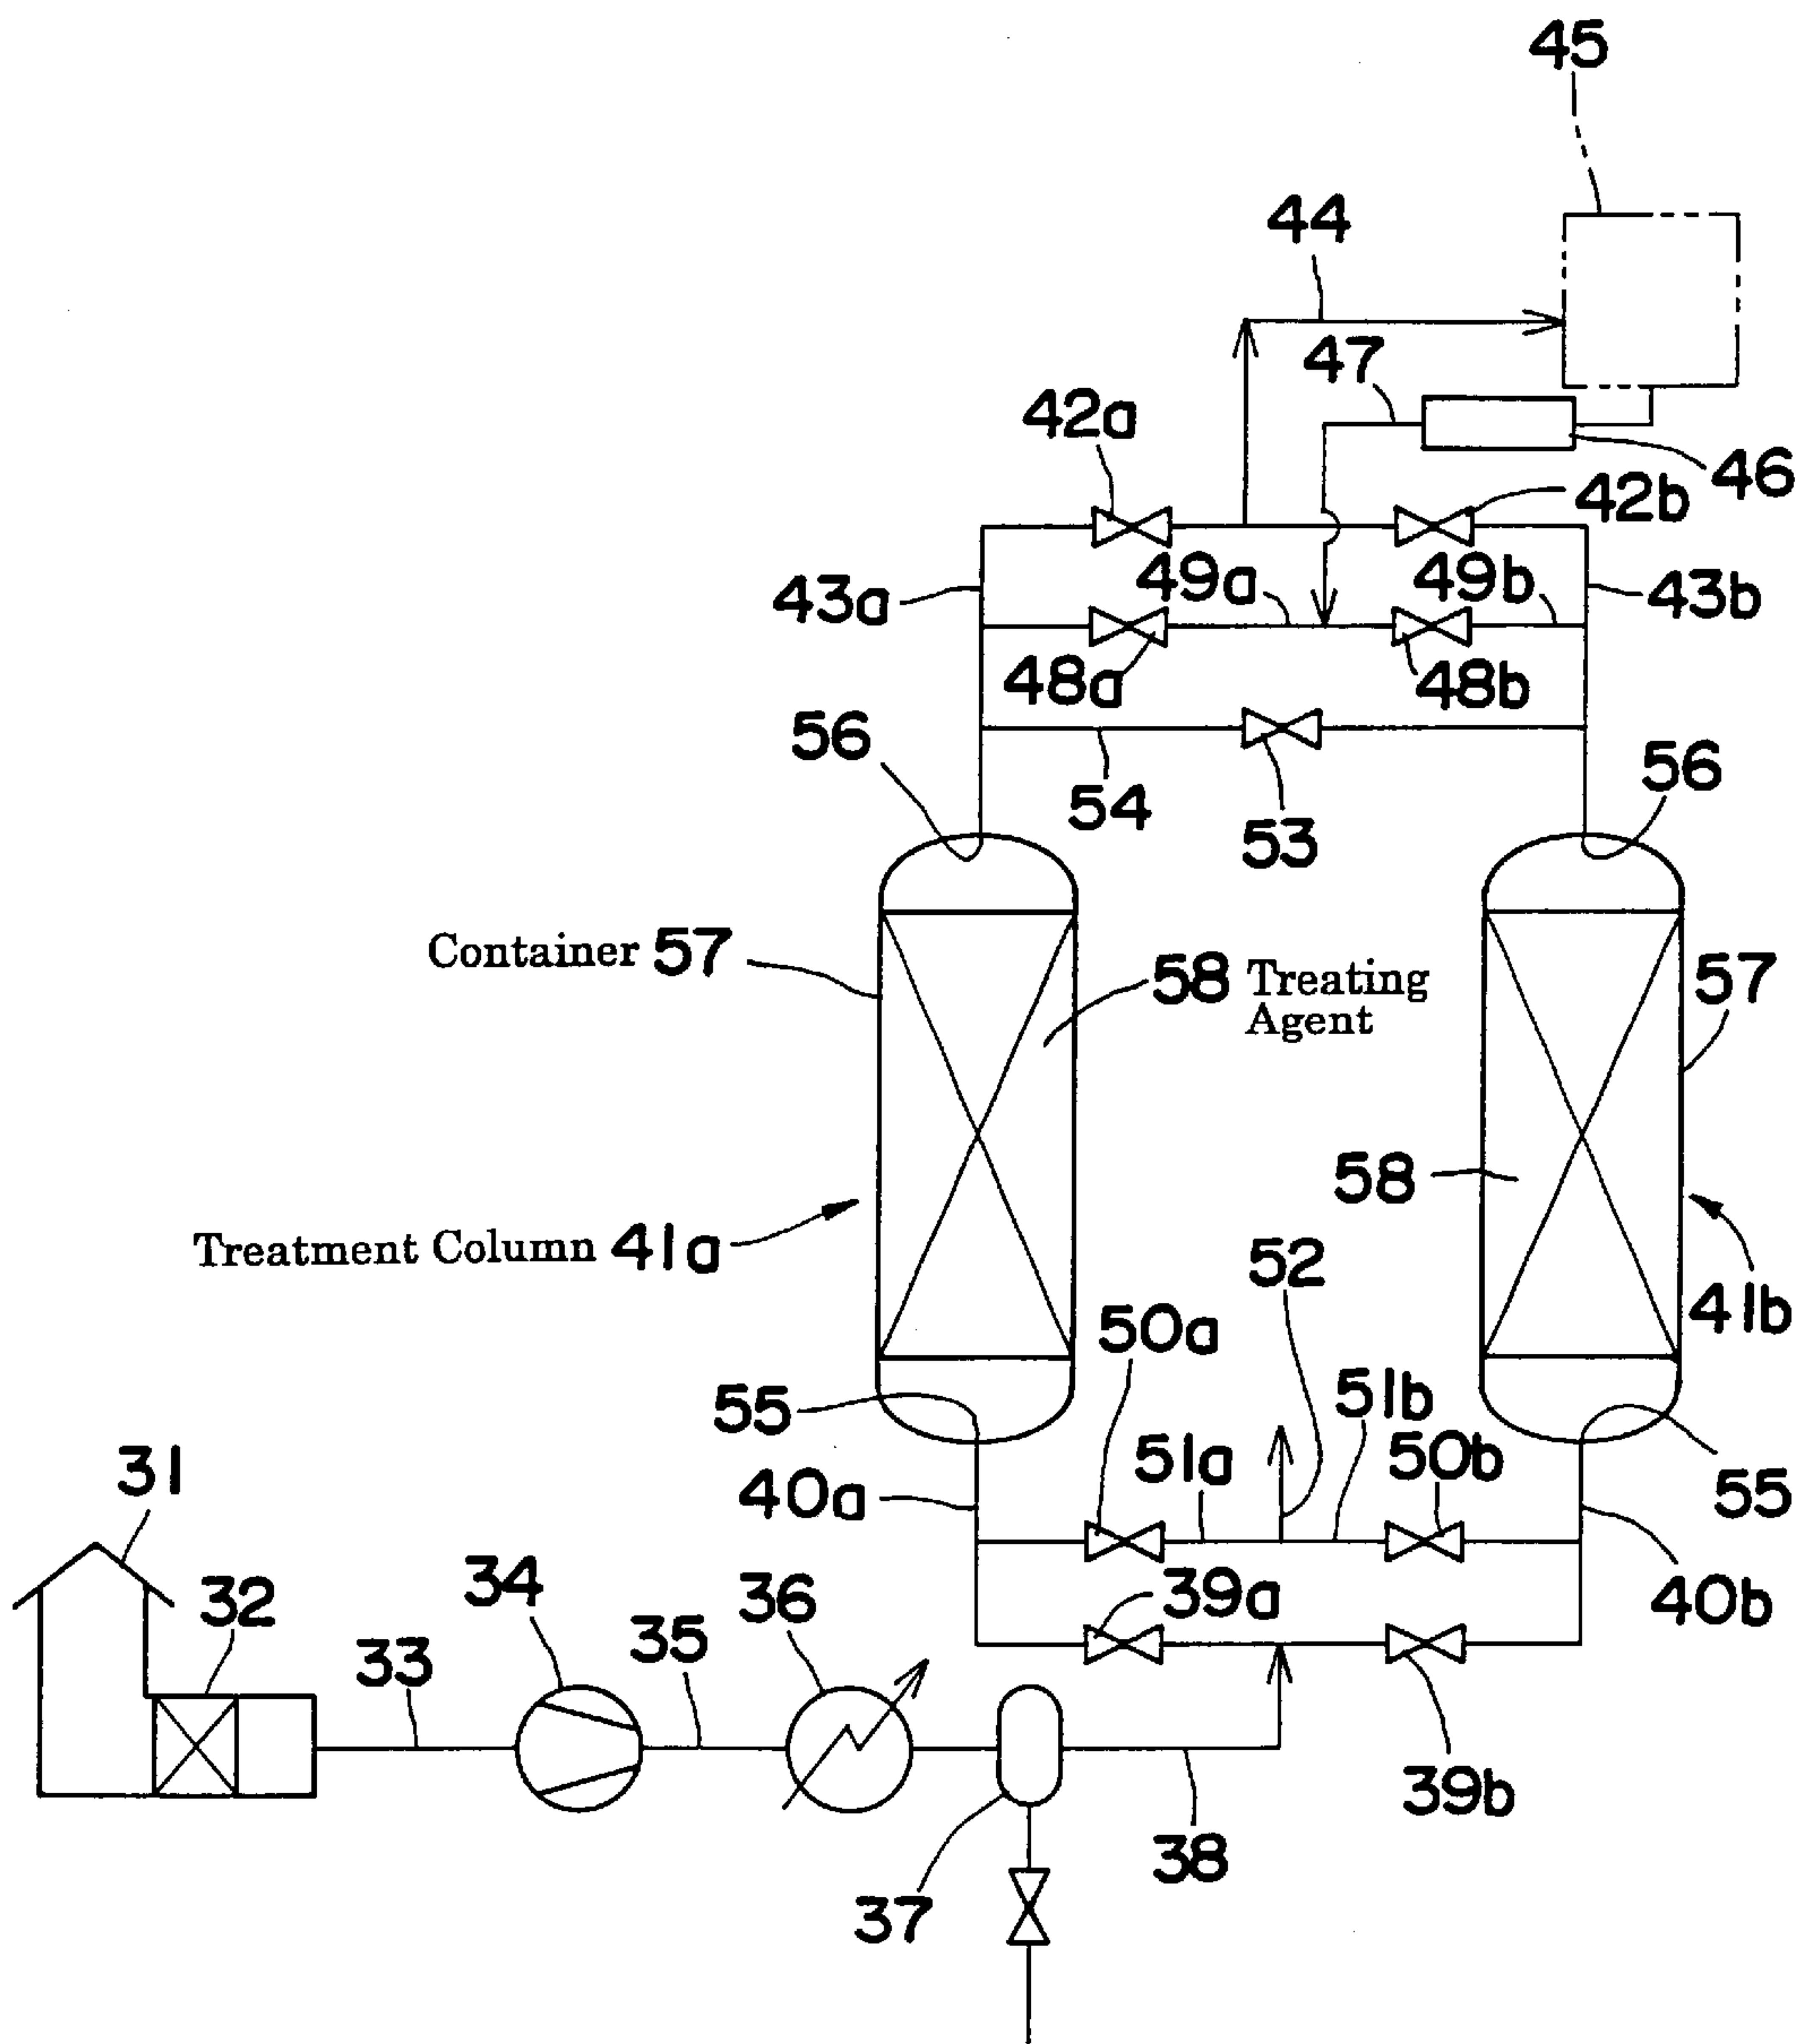 45
44
47
42a
46
42b
43a
49a
49b
43b
48a
48b
56
54
53
56
Container 57
58 Treating
Agent
57
58
Treatment Column 41a
52
41b
50a
51b
55
51a
50b
55
40a
31
32
34
36
39a
40b
33
35
39b
38
37